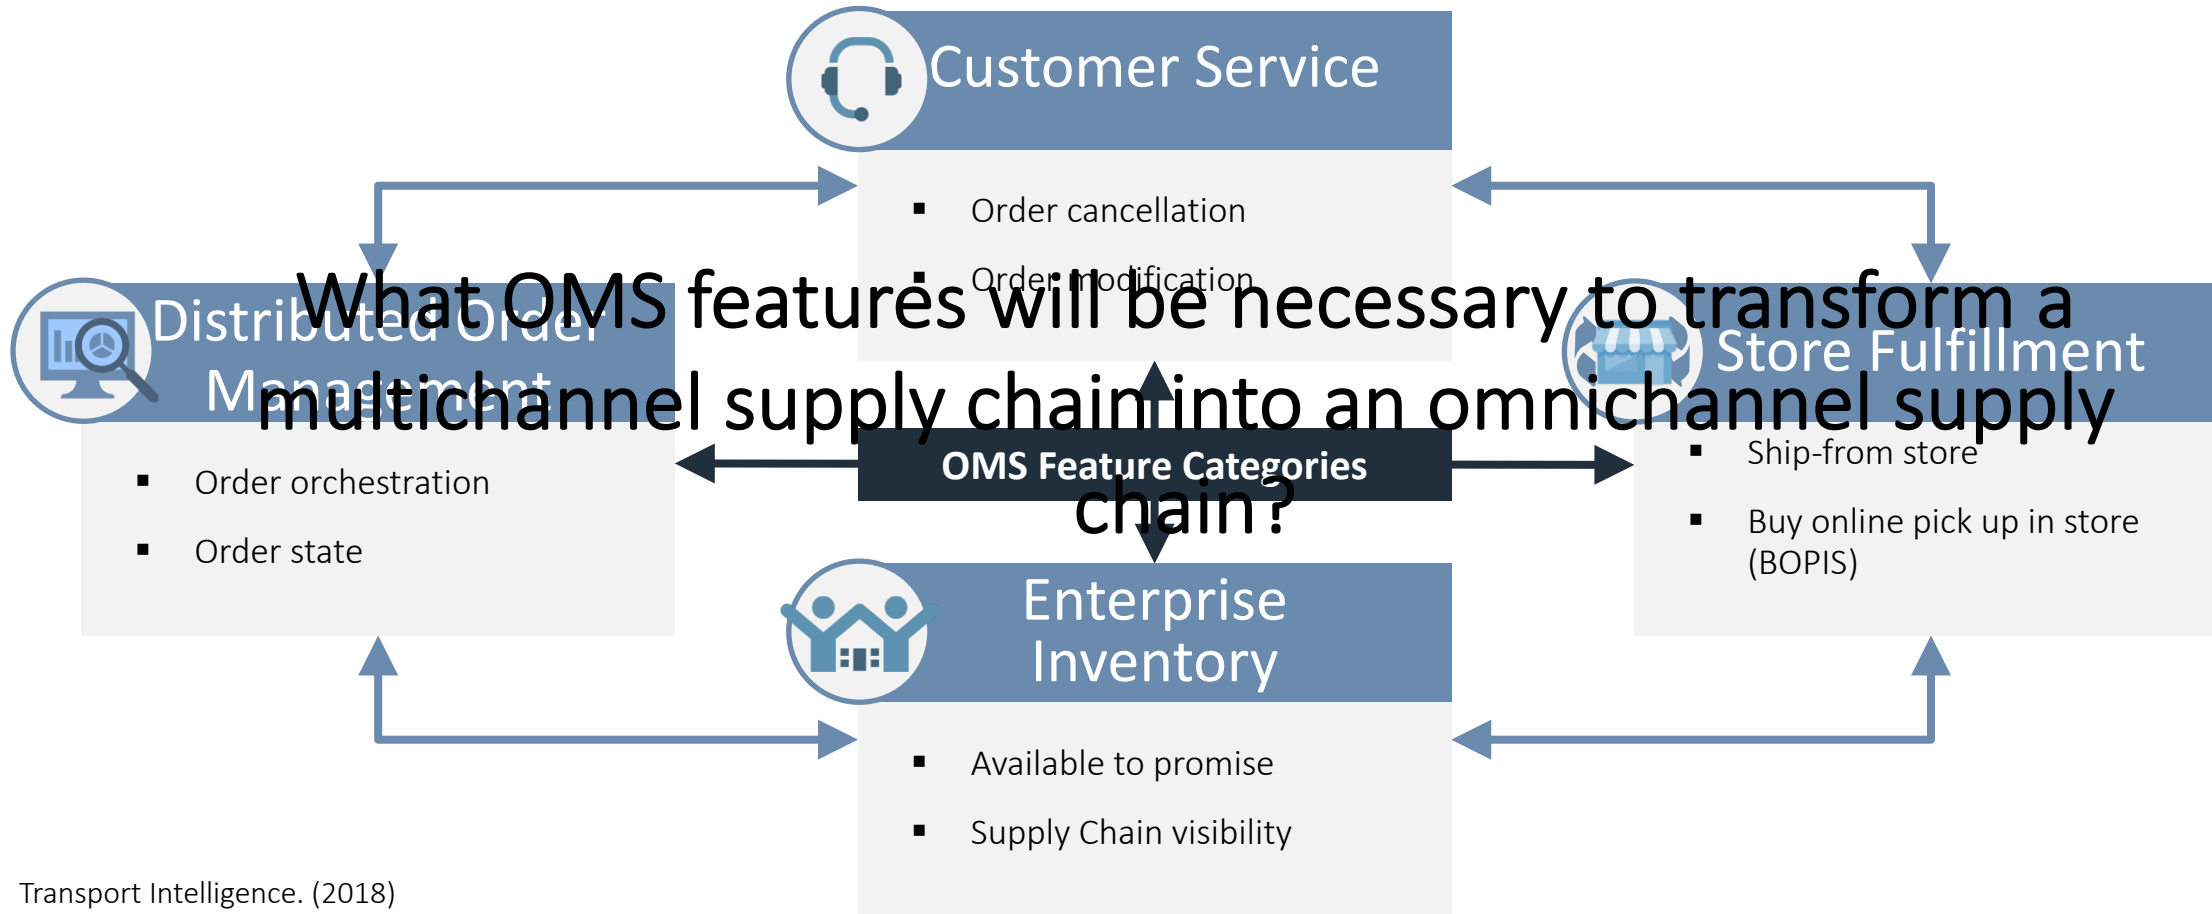 Customer Service
Order cancellation
Order modification
What OMS features will be necessary to transform a
multichannel supply chain into an omnichannel supply
chain?
Distributed Order
Management
Order orchestration
Order state
OMS Feature Categories
Store Fulfillment
Ship-from store
Buy online pick up in store
(BOPIS)
Enterprise
Inventory
Available to promise
Supply Chain visibility
Transport Intelligence. (2018)